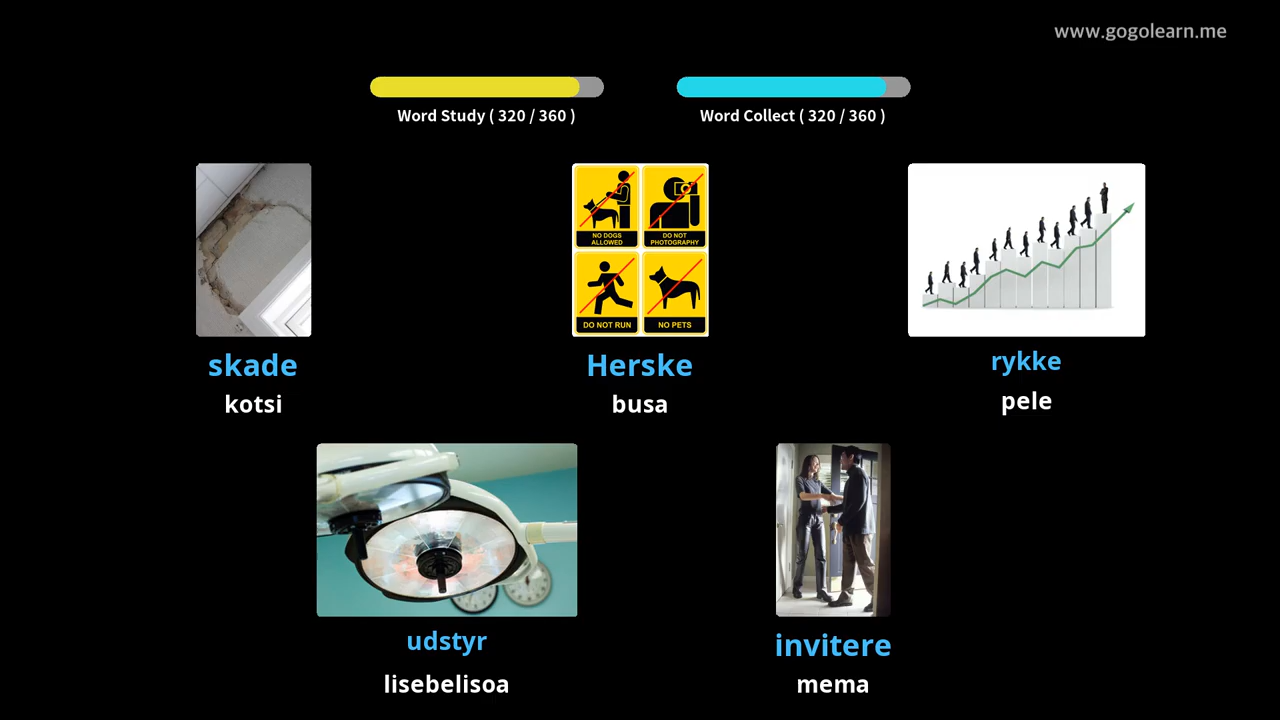 www.gogolearn.me
Word Study ( 320 / 360 )
Word Collect ( 320 / 360 )
NO DOGS
ALLOWED
DO NOT
PHOTOGRAPHY
DO NOT RUN
NO PETS
skade
Herske
rykke
kotsi
busa
pele
udstyr
invitere
lisebelisoa
mema